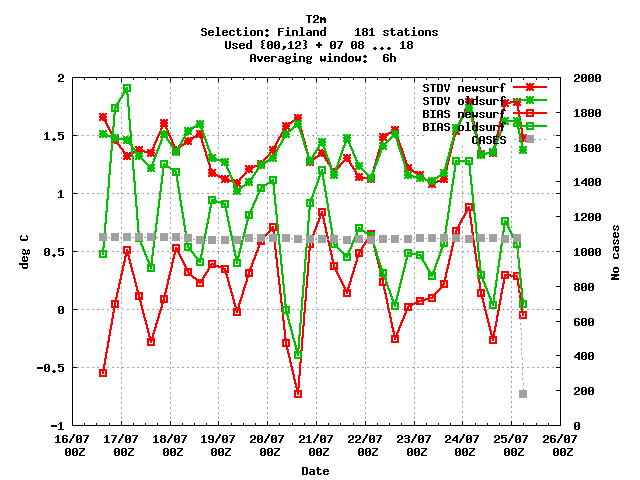 T2m
Selection: Finland 181 stations
Used {00,12} + 07 08 ... 18
Averaging window: 6h
STDV newsurf
STDV oldsurf
BIAS newsurf
BIAS oldsurf
CASES
2
1.5
1
0.5
0
-0.5
-1
deg C
2000
1800
1600
1400
1200
1000
800
600
400
200
0
No cases
16/07 17/07 18/07 19/07 20/07 21/07 22/07 23/07 24/07 25/07 26/07
00Z 00Z 00Z 00Z 00Z 00Z 00Z 00Z 00Z 00Z 00Z
Date